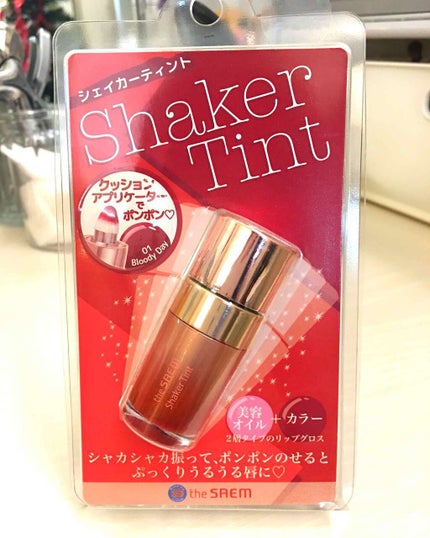 シェイカーティント
Shaker
Tint
クッション
アプリケーターで
ポンポン♡
01
Bloody Day
the SAEM
Shaker Tint
美容
オイル
+
カラー
2層タイプのリップグロス
シャカシャカ振って、ポンポンのせると
ぷっくりうるうる唇に♡
the SAEM